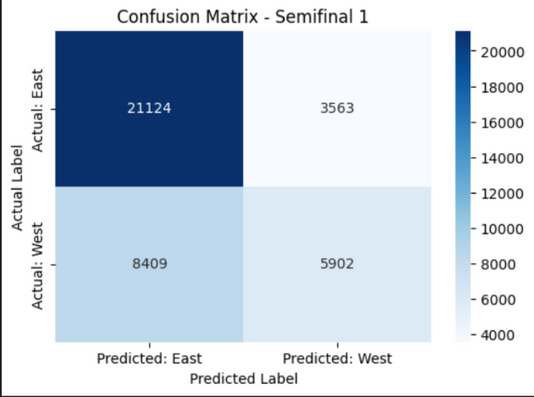 Confusion Matrix - Semifinal 1
Actual Label
Actual: East
21124
3563
Actual: West
8409
5902
Predicted: East
Predicted: West
Predicted Label
20000
18000
16000
14000
12000
10000
8000
6000
4000